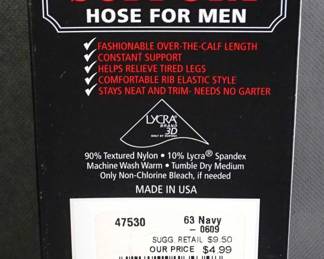 SUPPORT
HOSE FOR MEN
✓ FASHIONABLE OVER-THE-CALF LENGTH
✓ CONSTANT SUPPORT
✓ HELPS RELIEVE TIRED LEGS
✓ COMFORTABLE RIB ELASTIC STYLE
✓ STAYS NEAT AND TRIM- NEEDS NO GARTER
LYCRA®
BRAND
3D
90% Textured Nylon • 10% Lycra® Spandex
Machine Wash Warm • Tumble Dry Medium
Only Non-Chlorine Bleach, if needed
MADE IN USA
47530 63 Navy
-0609
SUGG. RETAIL $9.50
OUR PRICE $4.99